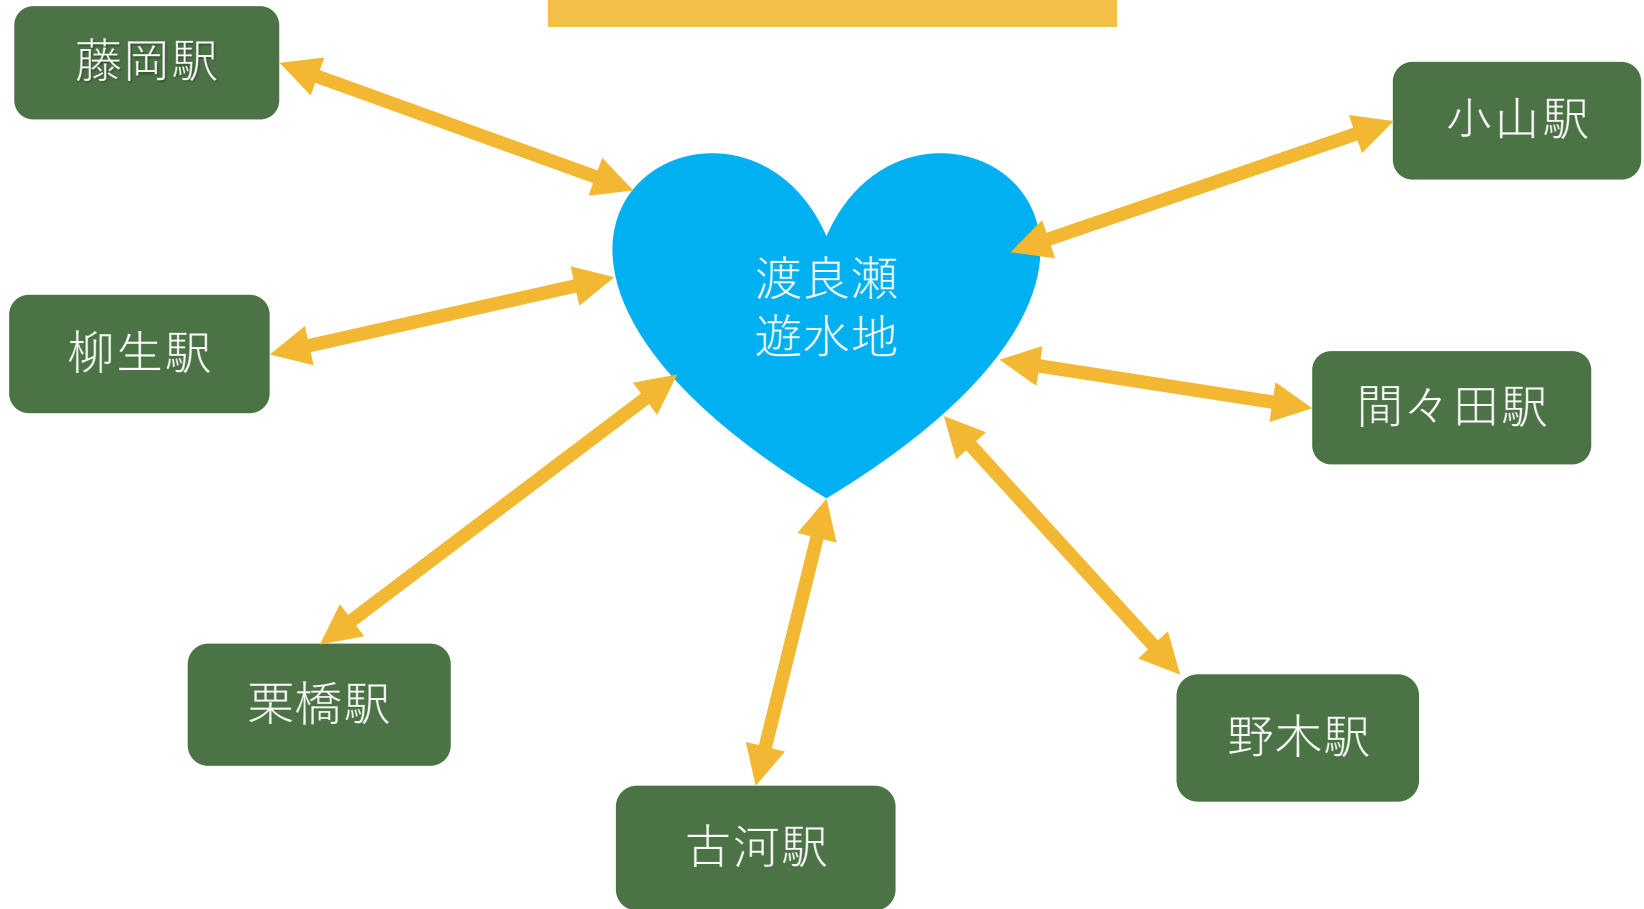 藤岡駅
小山駅
渡良瀬
遊水地
柳生駅
間々田駅
栗橋駅
野木駅
古河駅